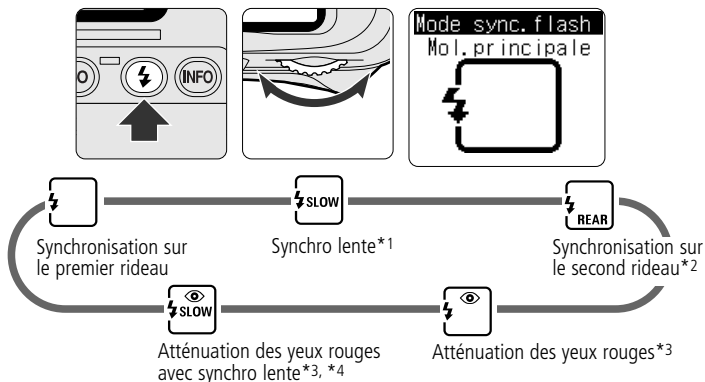 INFO
Mode sync.flash
Mol.principale
SLOW
REAR
Synchronisation sur
le premier rideau
Synchro lente*1
Synchronisation sur
le second rideau*2
SLOW
Atténuation des yeux rouges
avec synchro lente*3, *4
Atténuation des yeux rouges*3